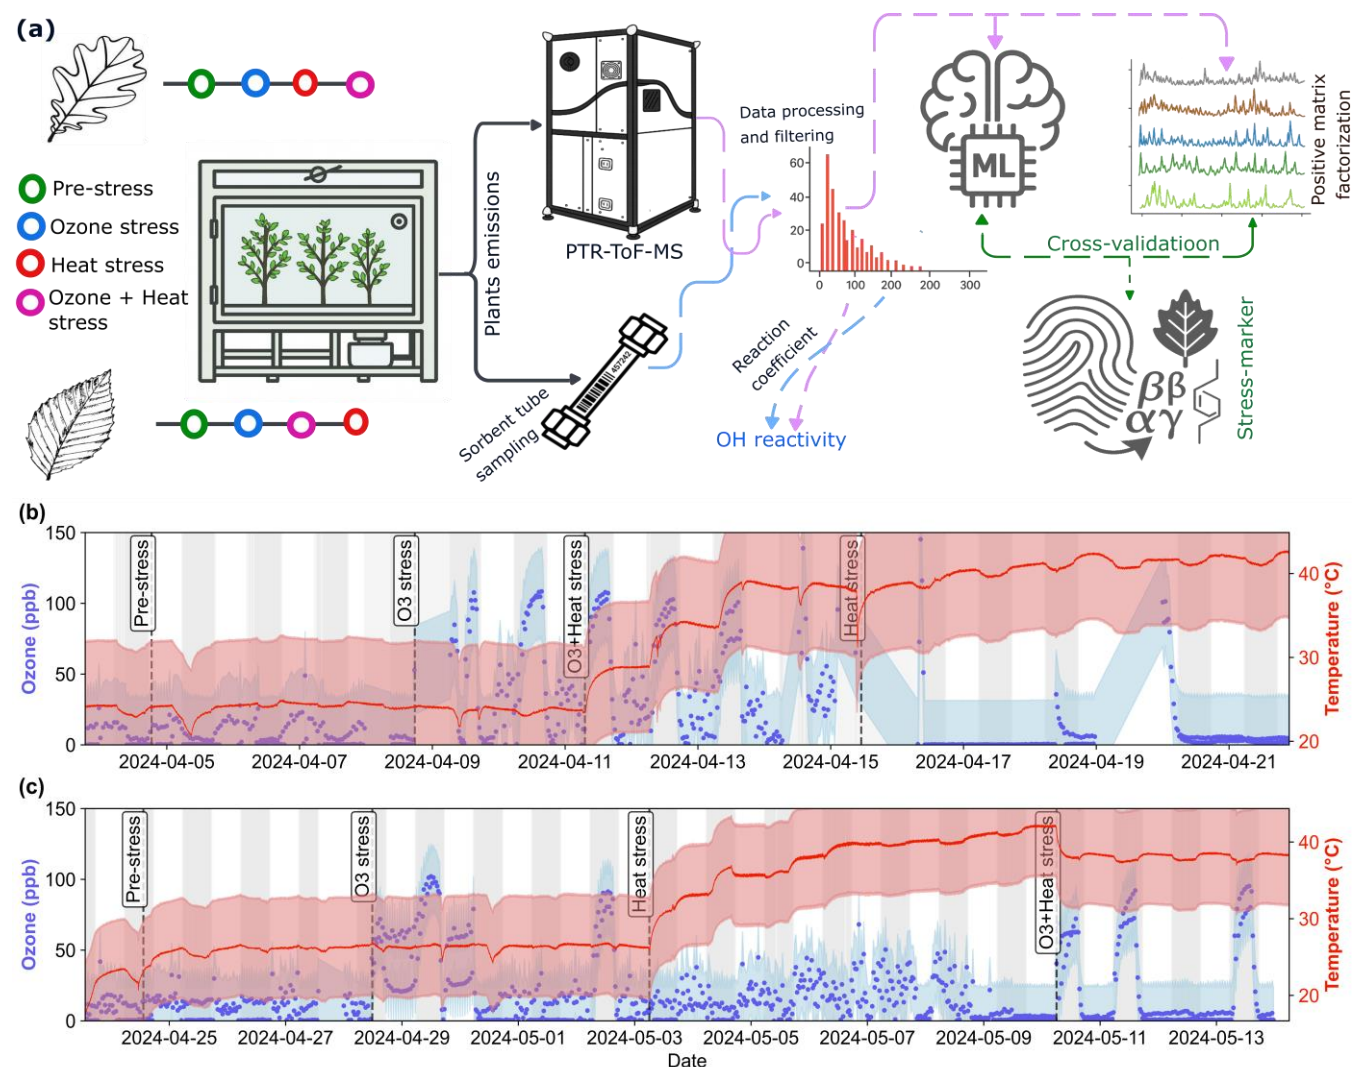 (a)
Pre-stress
Ozone stress
Heat stress
Ozone + Heat
stress
Plants emissions
PTR-ToF-MS
Sorbent tube
sampling
457242
Data processing
and filtering
60
40
20
0
0
100
200
200
300
Reaction
coefficient
OH reactivity
ML
Positive matrix
factorization
Cross-validatioon
Stress-marker
ββ
αγ
(b)
150
100
50
0
Ozone (ppb)
Pre-stress
O3 stress
O3+Heat stress
Heat stress
40
30
20
Temperature (°C)
2024-04-05
2024-04-07
2024-04-09
2024-04-11
2024-04-13
2024-04-15
2024-04-17
2024-04-19
2024-04-21
(c)
150
100
50
0
Ozone (ppb)
Pre-stress
O3 stress
Heat stress
O3+Heat stress
40
30
20
Temperature (°C)
2024-04-25
2024-04-27
2024-04-29
2024-05-01
2024-05-03
2024-05-05
2024-05-07
2024-05-09
2024-05-11
2024-05-13
Date